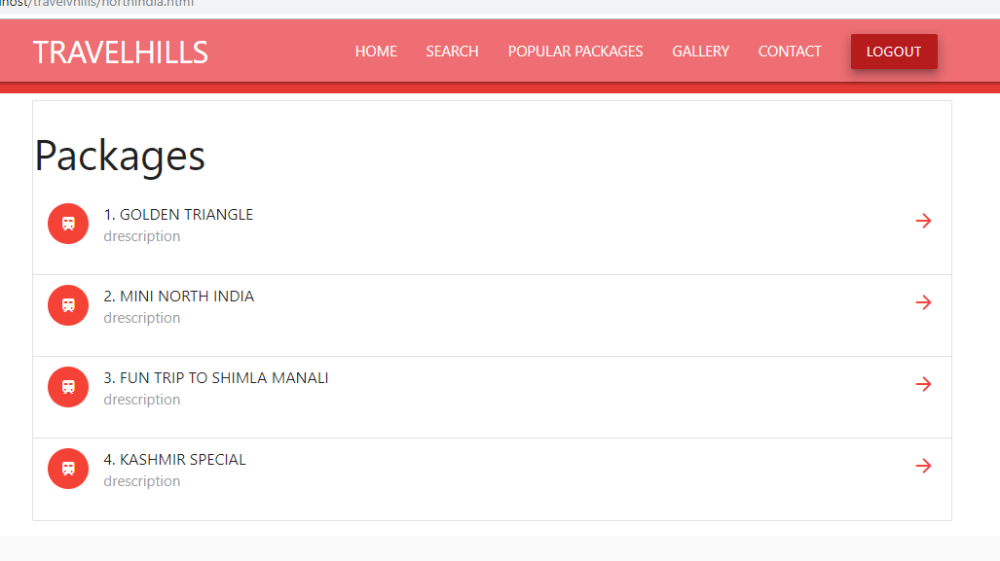 host/travelvhills/northindia.html
TRAVELHILLS
HOME SEARCH POPULAR PACKAGES GALLERY CONTACT LOGOUT
Packages
1. GOLDEN TRIANGLE
drescription
2. MINI NORTH INDIA
drescription
3. FUN TRIP TO SHIMLA MANALI
drescription
4. KASHMIR SPECIAL
drescription